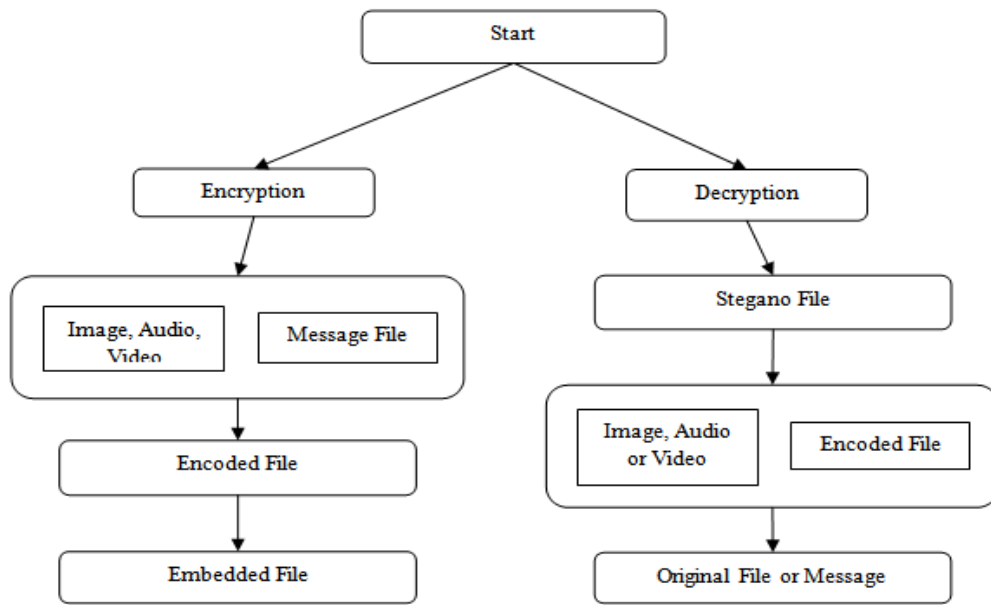 Start
Encryption
Decryption
Image, Audio,
Video
Message File
Stegano File
Encoded File
Image, Audio
or Video
Encoded File
Embedded File
Original File or Message